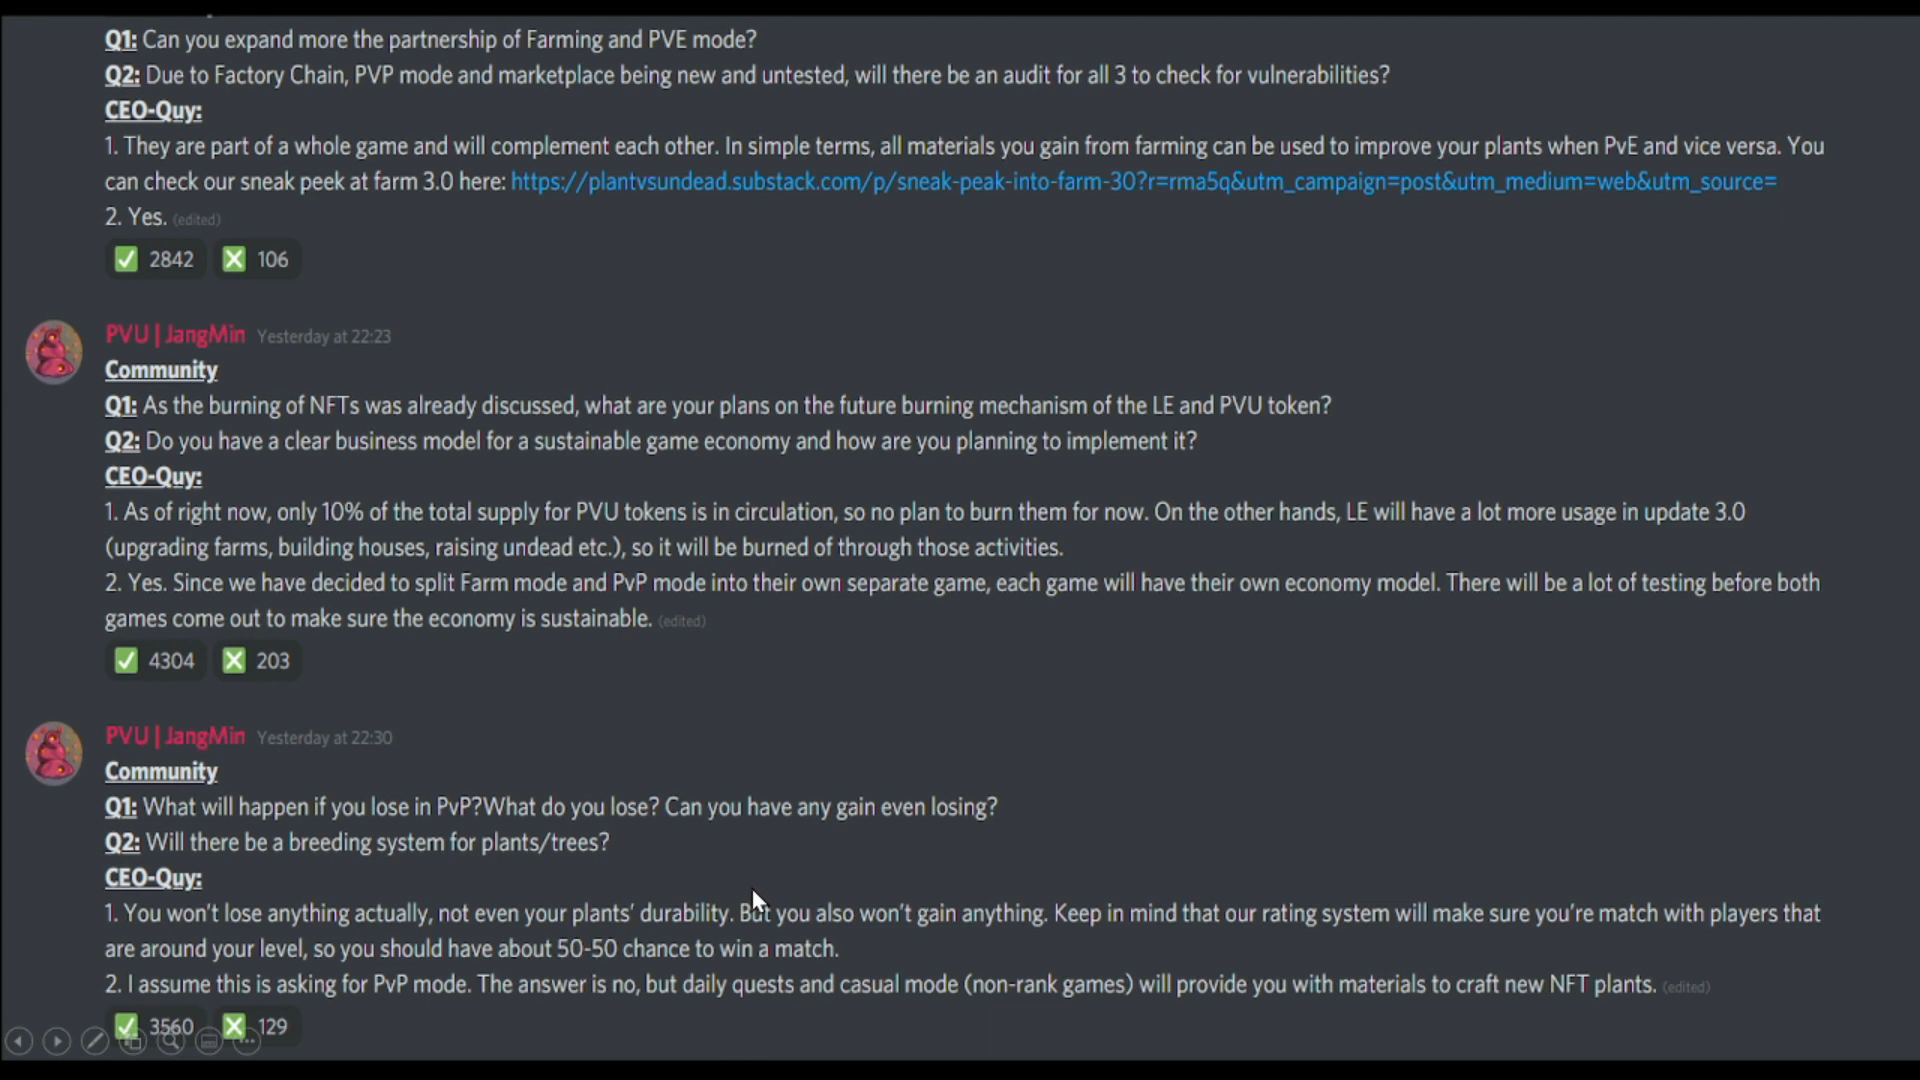 Q1: Can you expand more the partnership of Farming and PVE mode?
Q2: Due to Factory Chain, PVP mode and marketplace being new and untested, will there be an audit for all 3 to check for vulnerabilities?
CEO-Quy:
1. They are part of a whole game and will complement each other. In simple terms, all materials you gain from farming can be used to improve your plants when PvE and vice versa. You
can check our sneak peek at farm 3.0 here: https://plantvsundead.substack.com/p/sneak-peak-into-farm-30?r=rma5q&utm_campaign=post&utm_medium=web&utm_source=
2. Yes. (edited)
2842 106
PVU | JangMin Yesterday at 22:23
Community
Q1: As the burning of NFTs was already discussed, what are your plans on the future burning mechanism of the LE and PVU token?
Q2: Do you have a clear business model for a sustainable game economy and how are you planning to implement it?
CEO-Quy:
1. As of right now, only 10% of the total supply for PVU tokens is in circulation, so no plan to burn them for now. On the other hands, LE will have a lot more usage in update 3.0
(upgrading farms, building houses, raising undead etc.), so it will be burned of through those activities.
2. Yes. Since we have decided to split Farm mode and PvP mode into their own separate game, each game will have their own economy model. There will be a lot of testing before both
games come out to make sure the economy is sustainable. (edited)
4304 203
PVU | JangMin Yesterday at 22:30
Community
Q1: What will happen if you lose in PvP?What do you lose? Can you have any gain even losing?
Q2: Will there be a breeding system for plants/trees?
CEO-Quy:
1. You won't lose anything actually, not even your plants' durability. But you also won't gain anything. Keep in mind that our rating system will make sure you're match with players that
are around your level, so you should have about 50-50 chance to win a match.
2. I assume this is asking for PvP mode. The answer is no, but daily quests and casual mode (non-rank games) will provide you with materials to craft new NFT plants. (edited)
3560 129